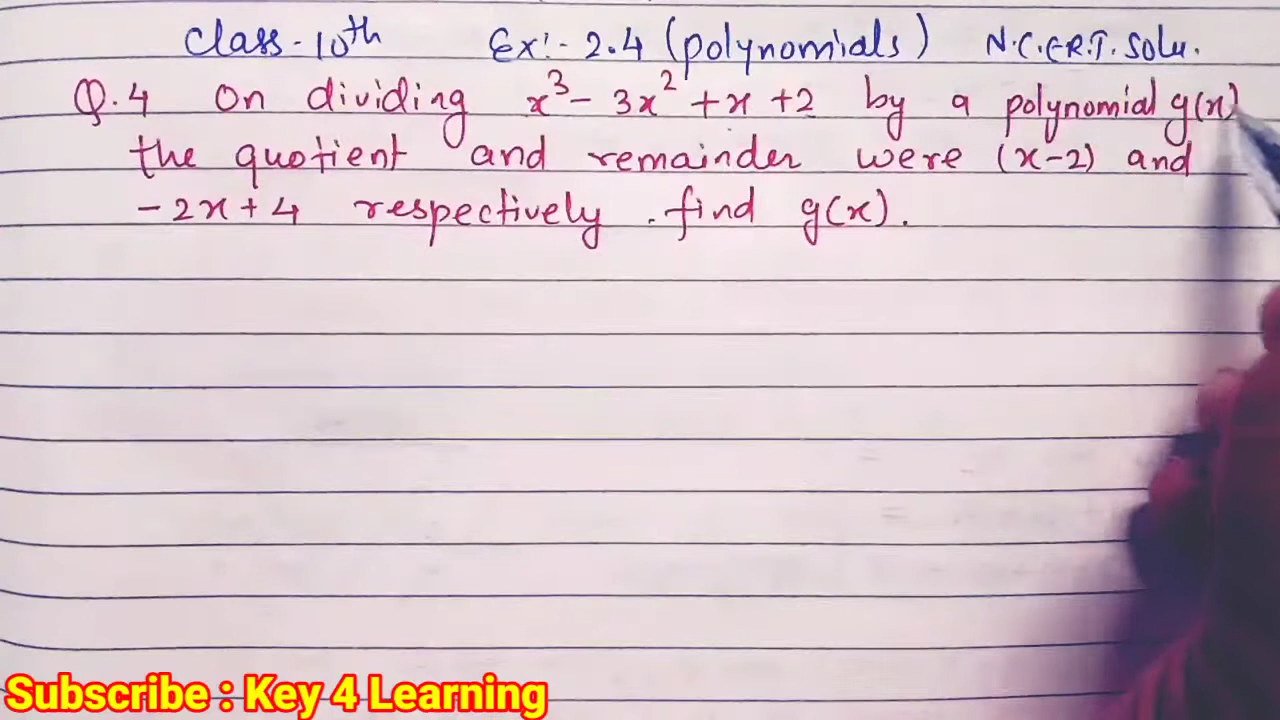 Class-10th Ex:- 2.4 (polynomials) N.C.E.R.T. Solu.
Q.4 On dividing x³ - 3x² + x + 2 by a polynomial g(x)
the quotient and remainder were (x-2) and
-2x+4 respectively . find g(x).
Subscribe : Key 4 Learning